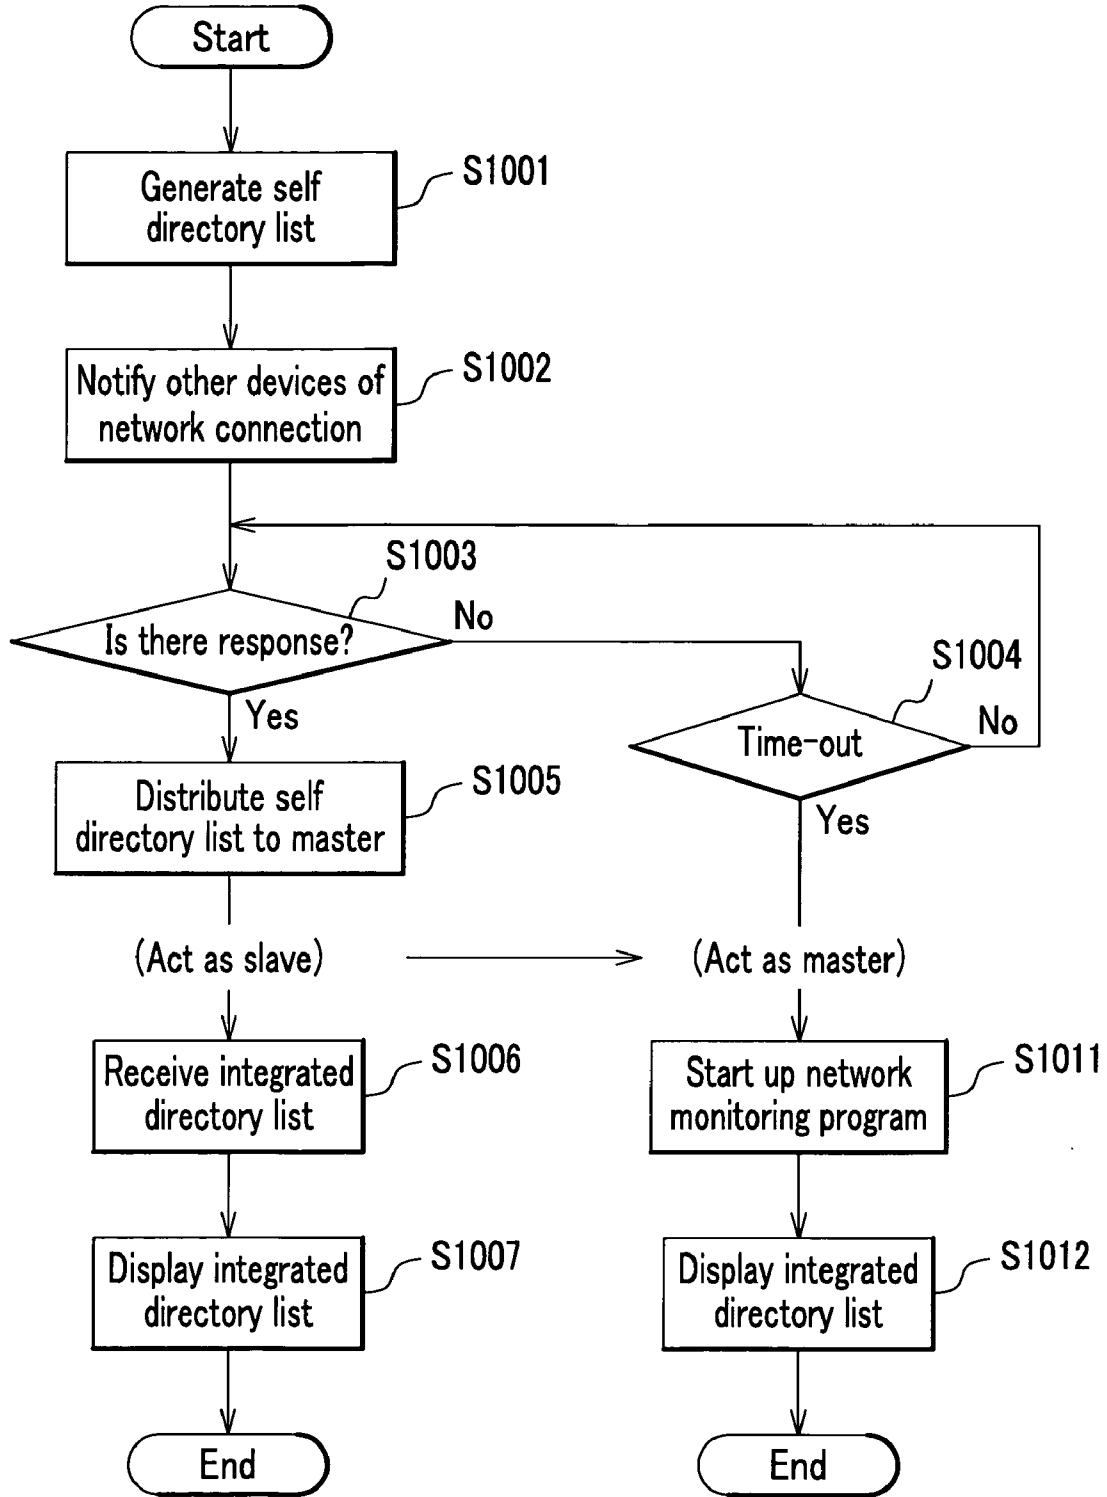 Start
S1001
Generate self
directory list
S1002
Notify other devices of
network connection
S1003
Is there response?
No
S1004
Yes
Time-out
No
S1005
Distribute self
directory list to master
Yes
(Act as slave)
(Act as master)
S1006
Receive integrated
directory list
S1011
Start up network
monitoring program
S1007
Display integrated
directory list
S1012
Display integrated
directory list
End
End